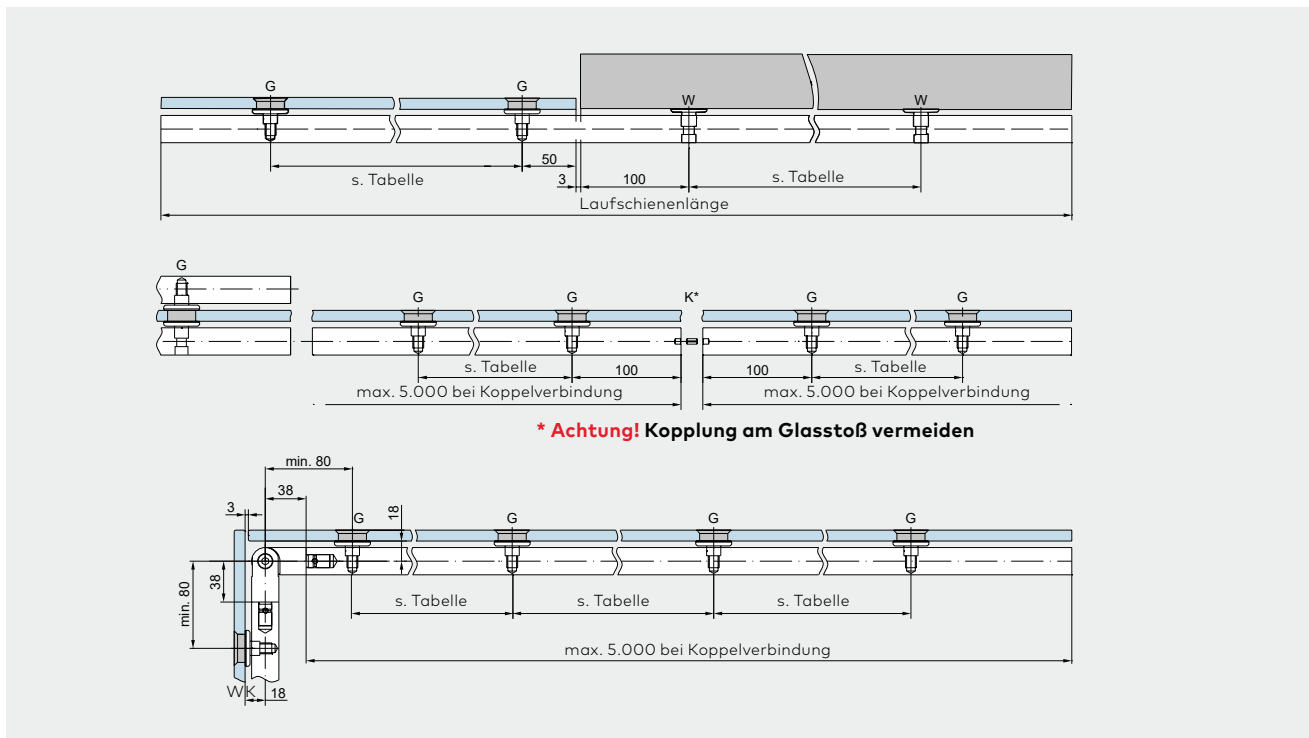 G
G
W
W
50
s. Tabelle
3
100
s. Tabelle
Laufschienenlänge
G
G
G
K*
G
G
s. Tabelle
100
100
s. Tabelle
max. 5.000 bei Koppelverbindung
max. 5.000 bei Koppelverbindung
* Achtung! Kopplung am Glasstoß vermeiden
min. 80
38
3
18
G
G
G
G
38
min. 80
s. Tabelle
s. Tabelle
s. Tabelle
max. 5.000 bei Koppelverbindung
WK
18